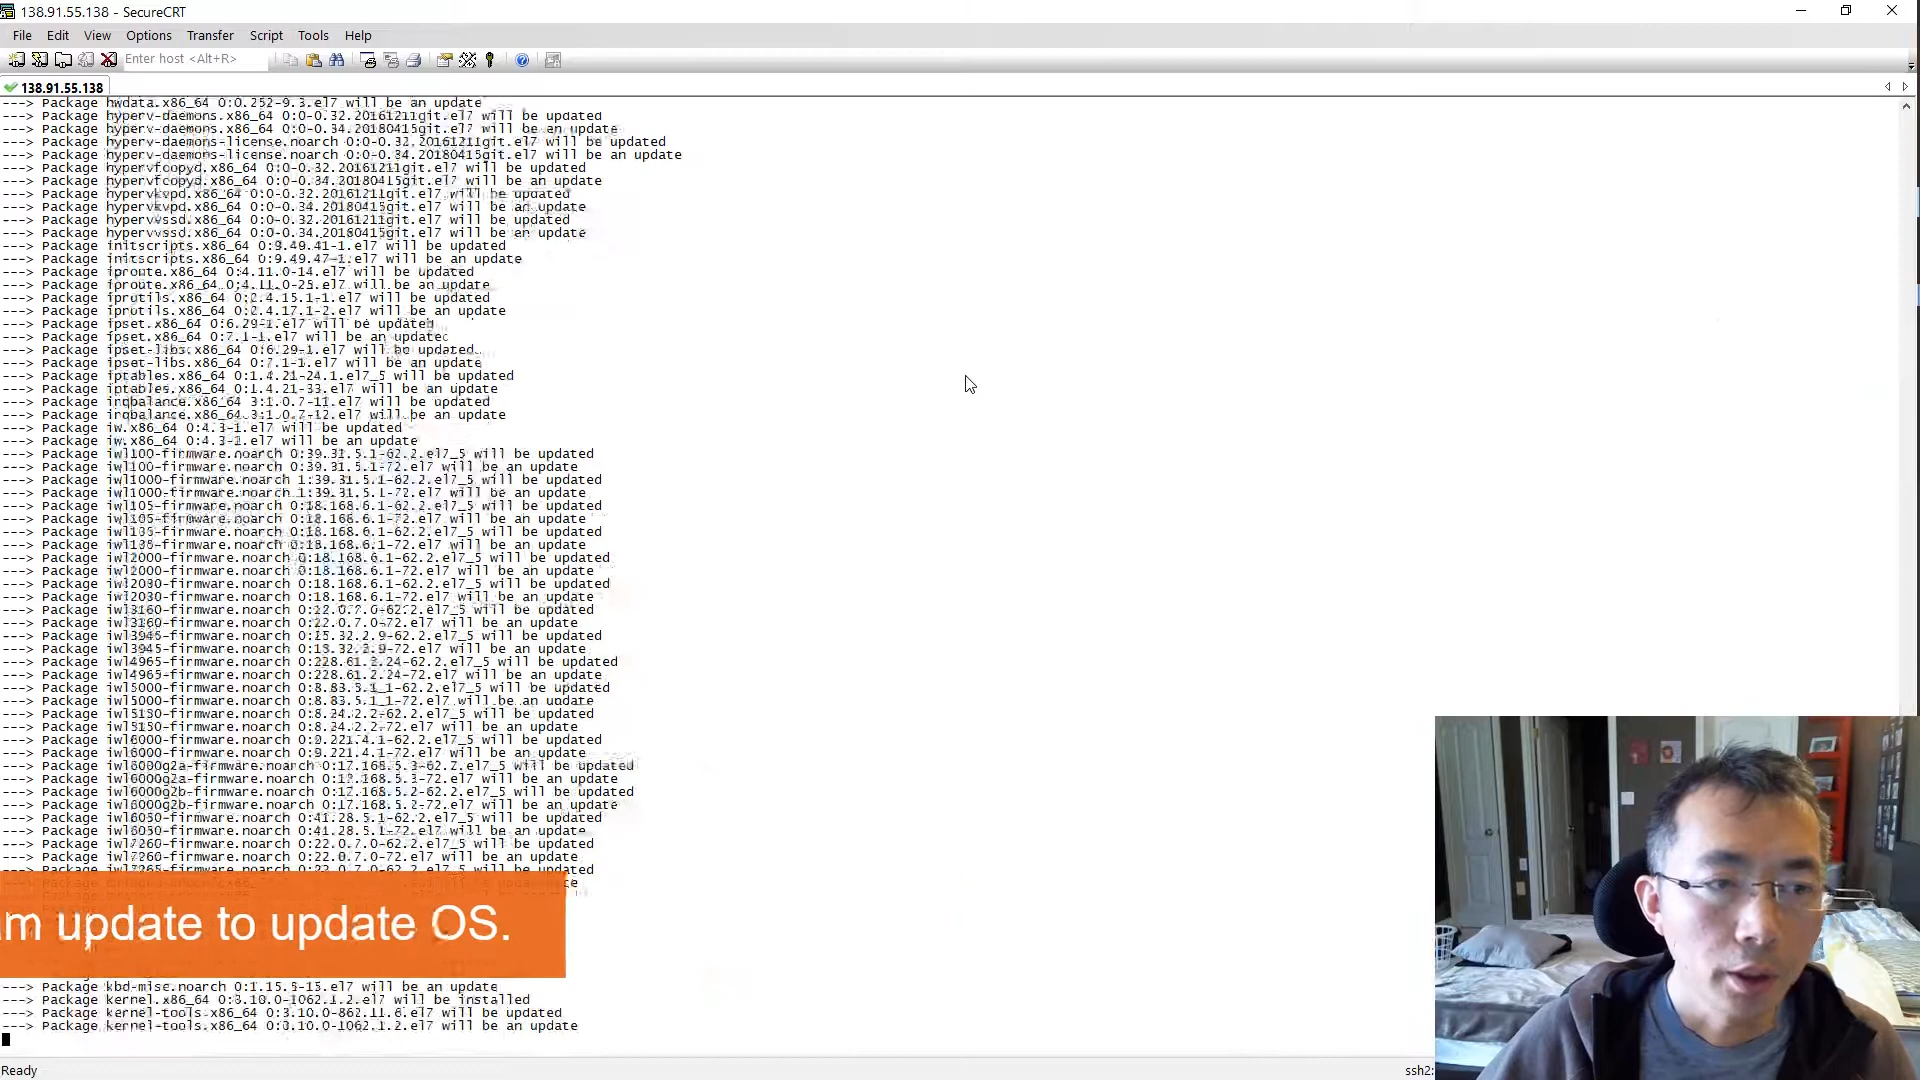 138.91.55.138 - SecureCRT
File Edit View Options Transfer Script Tools Help
Enter host <Alt+R>
138.91.55.138
---> Package hwdata.x86_64 0:0.252-9.3.el7 will be an update
---> Package hyperv-daemons.x86_64 0:0-0.32.20161211git.el7 will be updated
---> Package hyperv-daemons.x86_64 0:0-0.34.20180415git.el7 will be an update
---> Package hyperv-daemons-license.noarch 0:0-0.32.20161211git.el7 will be updated
---> Package hyperv-daemons-license.noarch 0:0-0.34.20180415git.el7 will be an update
---> Package hypervfcopyd.x86_64 0:0-0.32.20161211git.el7 will be updated
---> Package hypervfcopyd.x86_64 0:0-0.34.20180415git.el7 will be an update
---> Package hypervkvpd.x86_64 0:0-0.32.20161211git.el7 will be updated
---> Package hypervkvpd.x86_64 0:0-0.34.20180415git.el7 will be an update
---> Package hypervvssd.x86_64 0:0-0.32.20161211git.el7 will be updated
---> Package hypervvssd.x86_64 0:0-0.34.20180415git.el7 will be an update
---> Package initscripts.x86_64 0:9.49.41-1.el7 will be updated
---> Package initscripts.x86_64 0:9.49.47-1.el7 will be an update
---> Package iproute.x86_64 0:4.11.0-14.el7 will be updated
---> Package iproute.x86_64 0:4.11.0-25.el7 will be an update
---> Package iprutils.x86_64 0:2.4.15.1-1.el7 will be updated
---> Package iprutils.x86_64 0:2.4.17.1-2.el7 will be an update
---> Package ipset.x86_64 0:6.29-1.el7 will be updated
---> Package ipset.x86_64 0:7.1-1.el7 will be an update
---> Package ipset-libs.x86_64 0:6.29-1.el7 will be updated
---> Package ipset-libs.x86_64 0:7.1-1.el7 will be an update
---> Package iptables.x86_64 0:1.4.21-24.1.el7_5 will be updated
---> Package iptables.x86_64 0:1.4.21-33.el7 will be an update
---> Package irqbalance.x86_64 3:1.0.7-11.el7 will be updated
---> Package irqbalance.x86_64 3:1.0.7-12.el7 will be an update
---> Package iw.x86_64 0:4.3-1.el7 will be updated
---> Package iw.x86_64 0:4.3-2.el7 will be an update
---> Package iwl100-firmware.noarch 0:39.31.5.1-62.2.el7_5 will be updated
---> Package iwl100-firmware.noarch 0:39.31.5.1-72.el7 will be an update
---> Package iwl1000-firmware.noarch 1:39.31.5.1-62.2.el7_5 will be updated
---> Package iwl1000-firmware.noarch 1:39.31.5.1-72.el7 will be an update
---> Package iwl105-firmware.noarch 0:18.168.6.1-62.2.el7_5 will be updated
---> Package iwl105-firmware.noarch 0:18.168.6.1-72.el7 will be an update
---> Package iwl135-firmware.noarch 0:18.168.6.1-62.2.el7_5 will be updated
---> Package iwl135-firmware.noarch 0:18.168.6.1-72.el7 will be an update
---> Package iwl2000-firmware.noarch 0:18.168.6.1-62.2.el7_5 will be updated
---> Package iwl2000-firmware.noarch 0:18.168.6.1-72.el7 will be an update
---> Package iwl2030-firmware.noarch 0:18.168.6.1-62.2.el7_5 will be updated
---> Package iwl2030-firmware.noarch 0:18.168.6.1-72.el7 will be an update
---> Package iwl3160-firmware.noarch 0:22.0.7.0-62.2.el7_5 will be updated
---> Package iwl3160-firmware.noarch 0:22.0.7.0-72.el7 will be an update
---> Package iwl3945-firmware.noarch 0:15.32.2.9-62.2.el7_5 will be updated
---> Package iwl3945-firmware.noarch 0:15.32.2.9-72.el7 will be an update
---> Package iwl4965-firmware.noarch 0:228.61.2.24-62.2.el7_5 will be updated
---> Package iwl4965-firmware.noarch 0:228.61.2.24-72.el7 will be an update
---> Package iwl5000-firmware.noarch 0:8.83.5.1_1-62.2.el7_5 will be updated
---> Package iwl5000-firmware.noarch 0:8.83.5.1_1-72.el7 will be an update
---> Package iwl5150-firmware.noarch 0:8.24.2.2-62.2.el7_5 will be updated
---> Package iwl5150-firmware.noarch 0:8.24.2.2-72.el7 will be an update
---> Package iwl6000-firmware.noarch 0:9.221.4.1-62.2.el7_5 will be updated
---> Package iwl6000-firmware.noarch 0:9.221.4.1-72.el7 will be an update
---> Package iwl6000g2a-firmware.noarch 0:17.168.5.3-62.2.el7_5 will be updated
---> Package iwl6000g2a-firmware.noarch 0:17.168.5.3-72.el7 will be an update
---> Package iwl6000g2b-firmware.noarch 0:17.168.5.2-62.2.el7_5 will be updated
---> Package iwl6000g2b-firmware.noarch 0:17.168.5.2-72.el7 will be an update
---> Package iwl6050-firmware.noarch 0:41.28.5.1-62.2.el7_5 will be updated
---> Package iwl6050-firmware.noarch 0:41.28.5.1-72.el7 will be an update
---> Package iwl7260-firmware.noarch 0:22.0.7.0-62.2.el7_5 will be updated
---> Package iwl7260-firmware.noarch 0:22.0.7.0-72.el7 will be an update
---> Package iwl7265-firmware.noarch 0:22.0.7.0-62.2.el7_5 will be updated
am update to update OS.
---> Package kbd-misc.noarch 0:1.15.5-15.el7 will be an update
---> Package kernel.x86_64 0:3.10.0-1062.1.2.el7 will be installed
---> Package kernel-tools.x86_64 0:3.10.0-862.11.6.el7 will be updated
---> Package kernel-tools.x86_64 0:3.10.0-1062.1.2.el7 will be an update
Ready
ssh2: